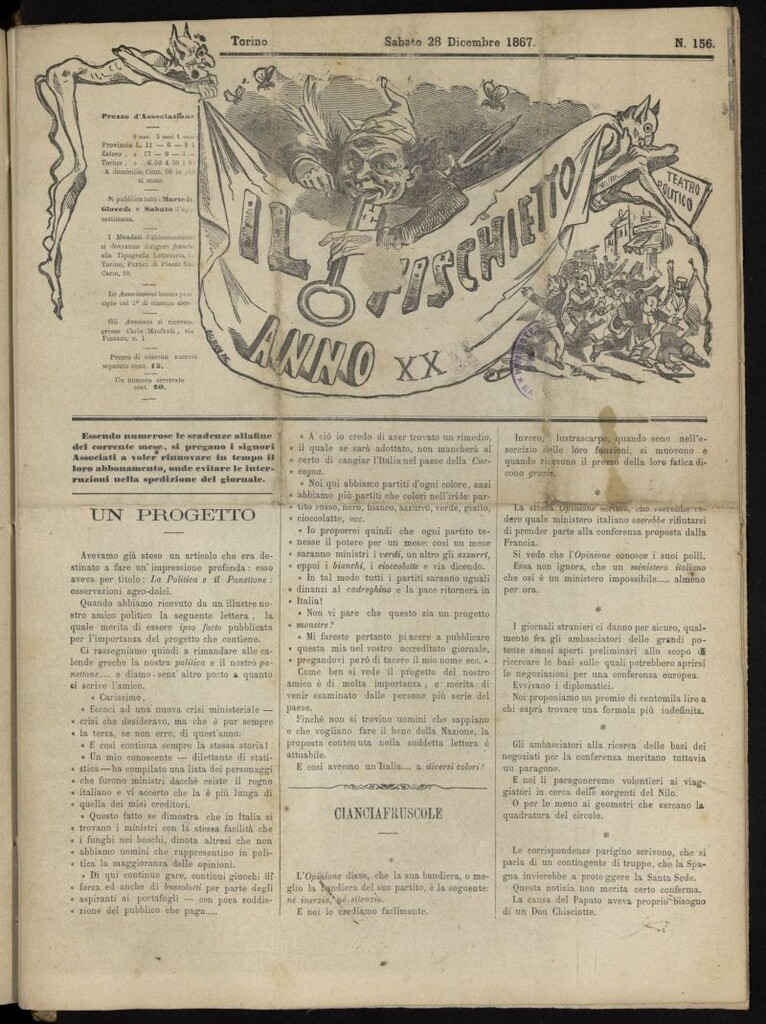 Torino
Sabato 28 Dicembre 1867.
N. 156.
Prezzo d'Associazione
6 mesi 3 mesi 1 mese
Provincia L. 11 — 6 —
Estero . » 17 — 9 —
Torino . » 6.50 4 50
A domicilio, Cent. 50 in più
al mese.
Si pubblica tutti i Martedì
Giovedì e Sabato d'ogni
settimana.
I Mandati d'abbonamento
si dovranno dirigere franchi
alla Tipografia Letteraria,
Torino, Portici di Piazza San
Carlo, 10.
Le Associazioni hanno principio
col 1° di ciascun mese
Gli Annunzi si ricevono
presso Carlo Manfredi, via
Finanze, n. 1
Prezzo di ciascun numero
separato cent. 15.
Un numero arretrato
cent. 20.
IL FISCHIETTO
ANNO XX
TEATRO
POLITICO
Essendo numerose le scadenze alla fine
del corrente mese, si pregano i signori
Associati a voler rinnovare in tempo il
loro abbonamento, onde evitare le inter-
ruzioni nella spedizione del giornale.
UN PROGETTO
Avevamo già steso un articolo che era de-
stinato a fare un' impressione profonda: esso
aveva per titolo: La Politica e il Panettone:
osservazioni agro-dolci.
Quando abbiamo ricevuto da un illustre no-
stro amico politico la seguente lettera, la
quale merita di essere ipso facto pubblicata
per l'importanza del progetto che contiene.
Ci rassegniamo quindi a rimandare alle ca-
lende greche la nostra politica e il nostro pa-
nettone..... e diamo senz' altro posto a quanto
ci scrive l'amico.
« Carissimo,
« Eccoci ad una nuova crisi ministeriale —
« crisi che desideravo, ma che è pur sempre
« la terza, se non erro, di quest'anno.
« E così continua sempre la stessa storia!
« Un mio conoscente — dilettante di stati-
« stica — ha compilato una lista dei personaggi
« che furono ministri dacchè esiste il regno
« italiano e vi accerto che la è più lunga di
« quella dei miei creditori.
« Questo fatto se dimostra che in Italia si
« trovano i ministri con la stessa facilità che
« i funghi nei boschi, dinota altresì che non
« abbiamo uomini che rappresentino in poli-
« tica la maggioranza delle opinioni.
« Di qui continue gare, continui giuochi di
« forza ed anche di bussolotti per parte degli
« aspiranti ai portafogli — con poca soddis-
« zione del pubblico che paga.....
« A ciò io credo di aver trovato un rimedio,
« il quale se sarà adottato, non mancherà al
« certo di cangiar l'Italia nel paese della Cuc-
« cagna.
« Noi qui abbiamo partiti d'ogni colore, anzi
« abbiamo più partiti che colori nell'iride: par-
« tito rosso, nero, bianco, azzurro, verde, giallo,
« cioccolatte, ecc.
« Io proporrei quindi che ogni partito te-
« nesse il potere per un mese: così un mese
« saranno ministri i verdi, un altro gli azzurri,
« eppoi i bianchi, i cioccolatte e via dicendo.
« In tal modo tutti i partiti saranno uguali
« dinanzi al cadreghino e la pace ritornerà in
« Italia!
« Non vi pare che questo sia un progetto
« monstre?
« Mi fareste pertanto piacere a pubblicare
« questa mia nel vostro accreditato giornale,
« pregandovi però di tacere il mio nome ecc. »
Come ben si vede il progetto del nostro
amico è di molta importanza, e merita di
venir esaminato dalle persone più serie del
paese.
Finchè non si trovino uomini che sappiano
e che vogliano fare il bene della Nazione, la
proposta contenuta nella suddetta lettera è
attuabile.
E così avremo un'Italia.... a diversi colori!
CIANCIAFRUSCOLE
*
L'Opinione disse, che la sua bandiera, o me-
glio la bandiera del suo partito, è la seguente:
nè inerzia, nè silenzio.
E noi lo crediamo facilmente.
Invero, i lustrascarpe, quando sono nell'e-
sercizio delle loro funzioni, si muovono e
quando ricevono il prezzo della loro fatica di-
cono grazie.
*
La stessa Opinione scrisse, che vorrebbe ve-
dere quale ministero italiano oserebbe rifiutarsi
di prender parte alla conferenza proposta dalla
Francia.
Si vede che l'Opinione conosce i suoi polli.
Essa non ignora, che un ministero italiano
che osi è un ministero impossibile..... almeno
per ora.
*
I giornali stranieri ci danno per sicuro, qual-
mente fra gli ambasciatori delle grandi po-
tenze siansi aperti preliminari allo scopo di
ricercare le basi sulle quali potrebbero aprirsi
le negoziazioni per una conferenza europea.
Evvivano i diplomatici.
Noi proponiamo un premio di centomila lire a
chi saprà trovare una formola più indefinita.
*
Gli ambasciatori alla ricerca delle basi dei
negoziati per la conferenza meritano tuttavia
un paragone.
E noi li paragoneremo volontieri ai viag-
giatori in cerca delle sorgenti del Nilo.
O per lo meno ai geometri che cercano la
quadratura del circolo.
*
Le corrispondenze parigine scrivono, che si
parla di un contingente di truppe, che la Spa-
gna invierebbe a proteggere la Santa Sede.
Questa notizia non merita certo conferma.
La causa del Papato aveva proprio bisogno
di un Don Chisciotte.